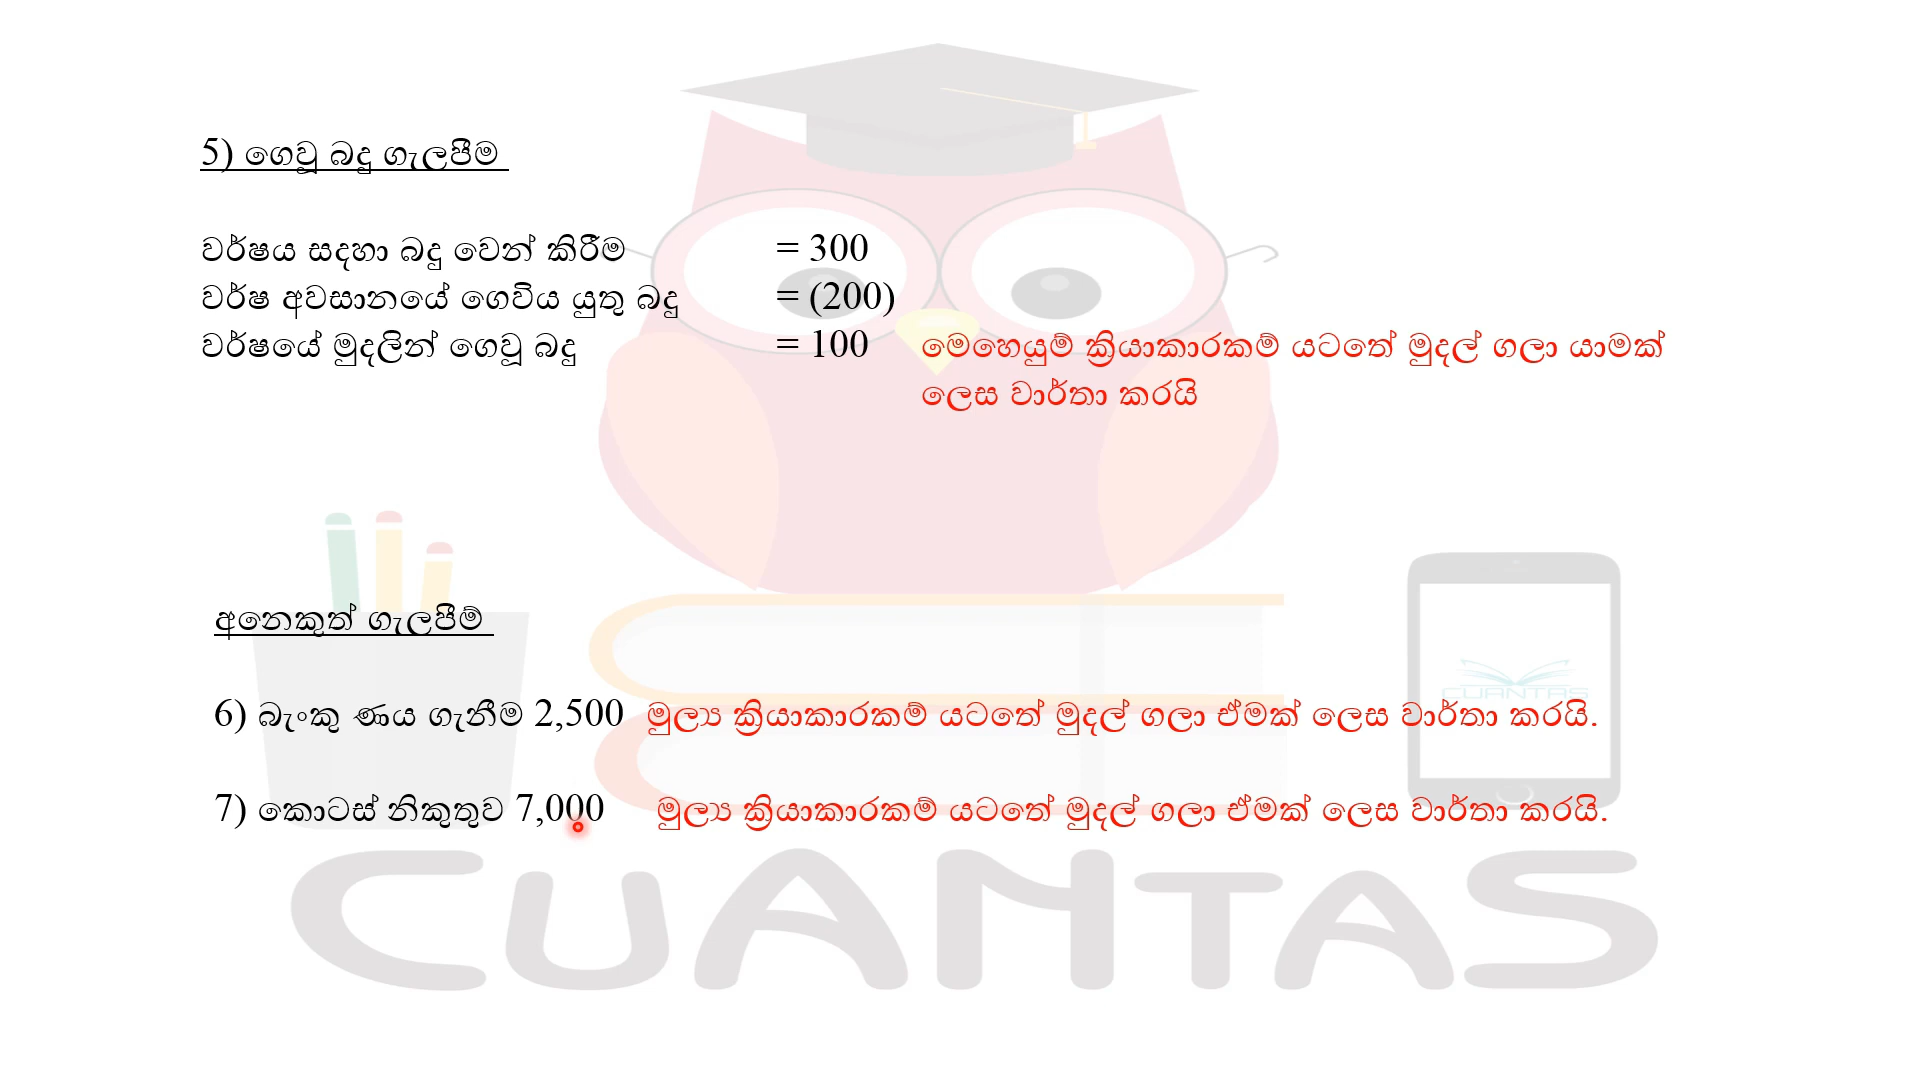 5) ගෙවූ බදු ගැලපීම
වර්ෂය සදහා බදු වෙන් කිරීම = 300
වර්ෂ අවසානයේ ගෙවිය යුතු බදු = (200)
වර්ෂයේ මුදලින් ගෙවූ බදු = 100 මෙහෙයුම් ක්‍රියාකාරකම් යටතේ මුදල් ගලා යාමක්
ලෙස වාර්තා කරයි
අනෙකුත් ගැලපීම්
6) බැංකු ණය ගැනීම 2,500 මුල්‍ය ක්‍රියාකාරකම් යටතේ මුදල් ගලා ඒමක් ලෙස වාර්තා කරයි.
CUANTAS
7) කොටස් නිකුතුව 7,000 මුල්‍ය ක්‍රියාකාරකම් යටතේ මුදල් ගලා ඒමක් ලෙස වාර්තා කරයි.
CUANTAS